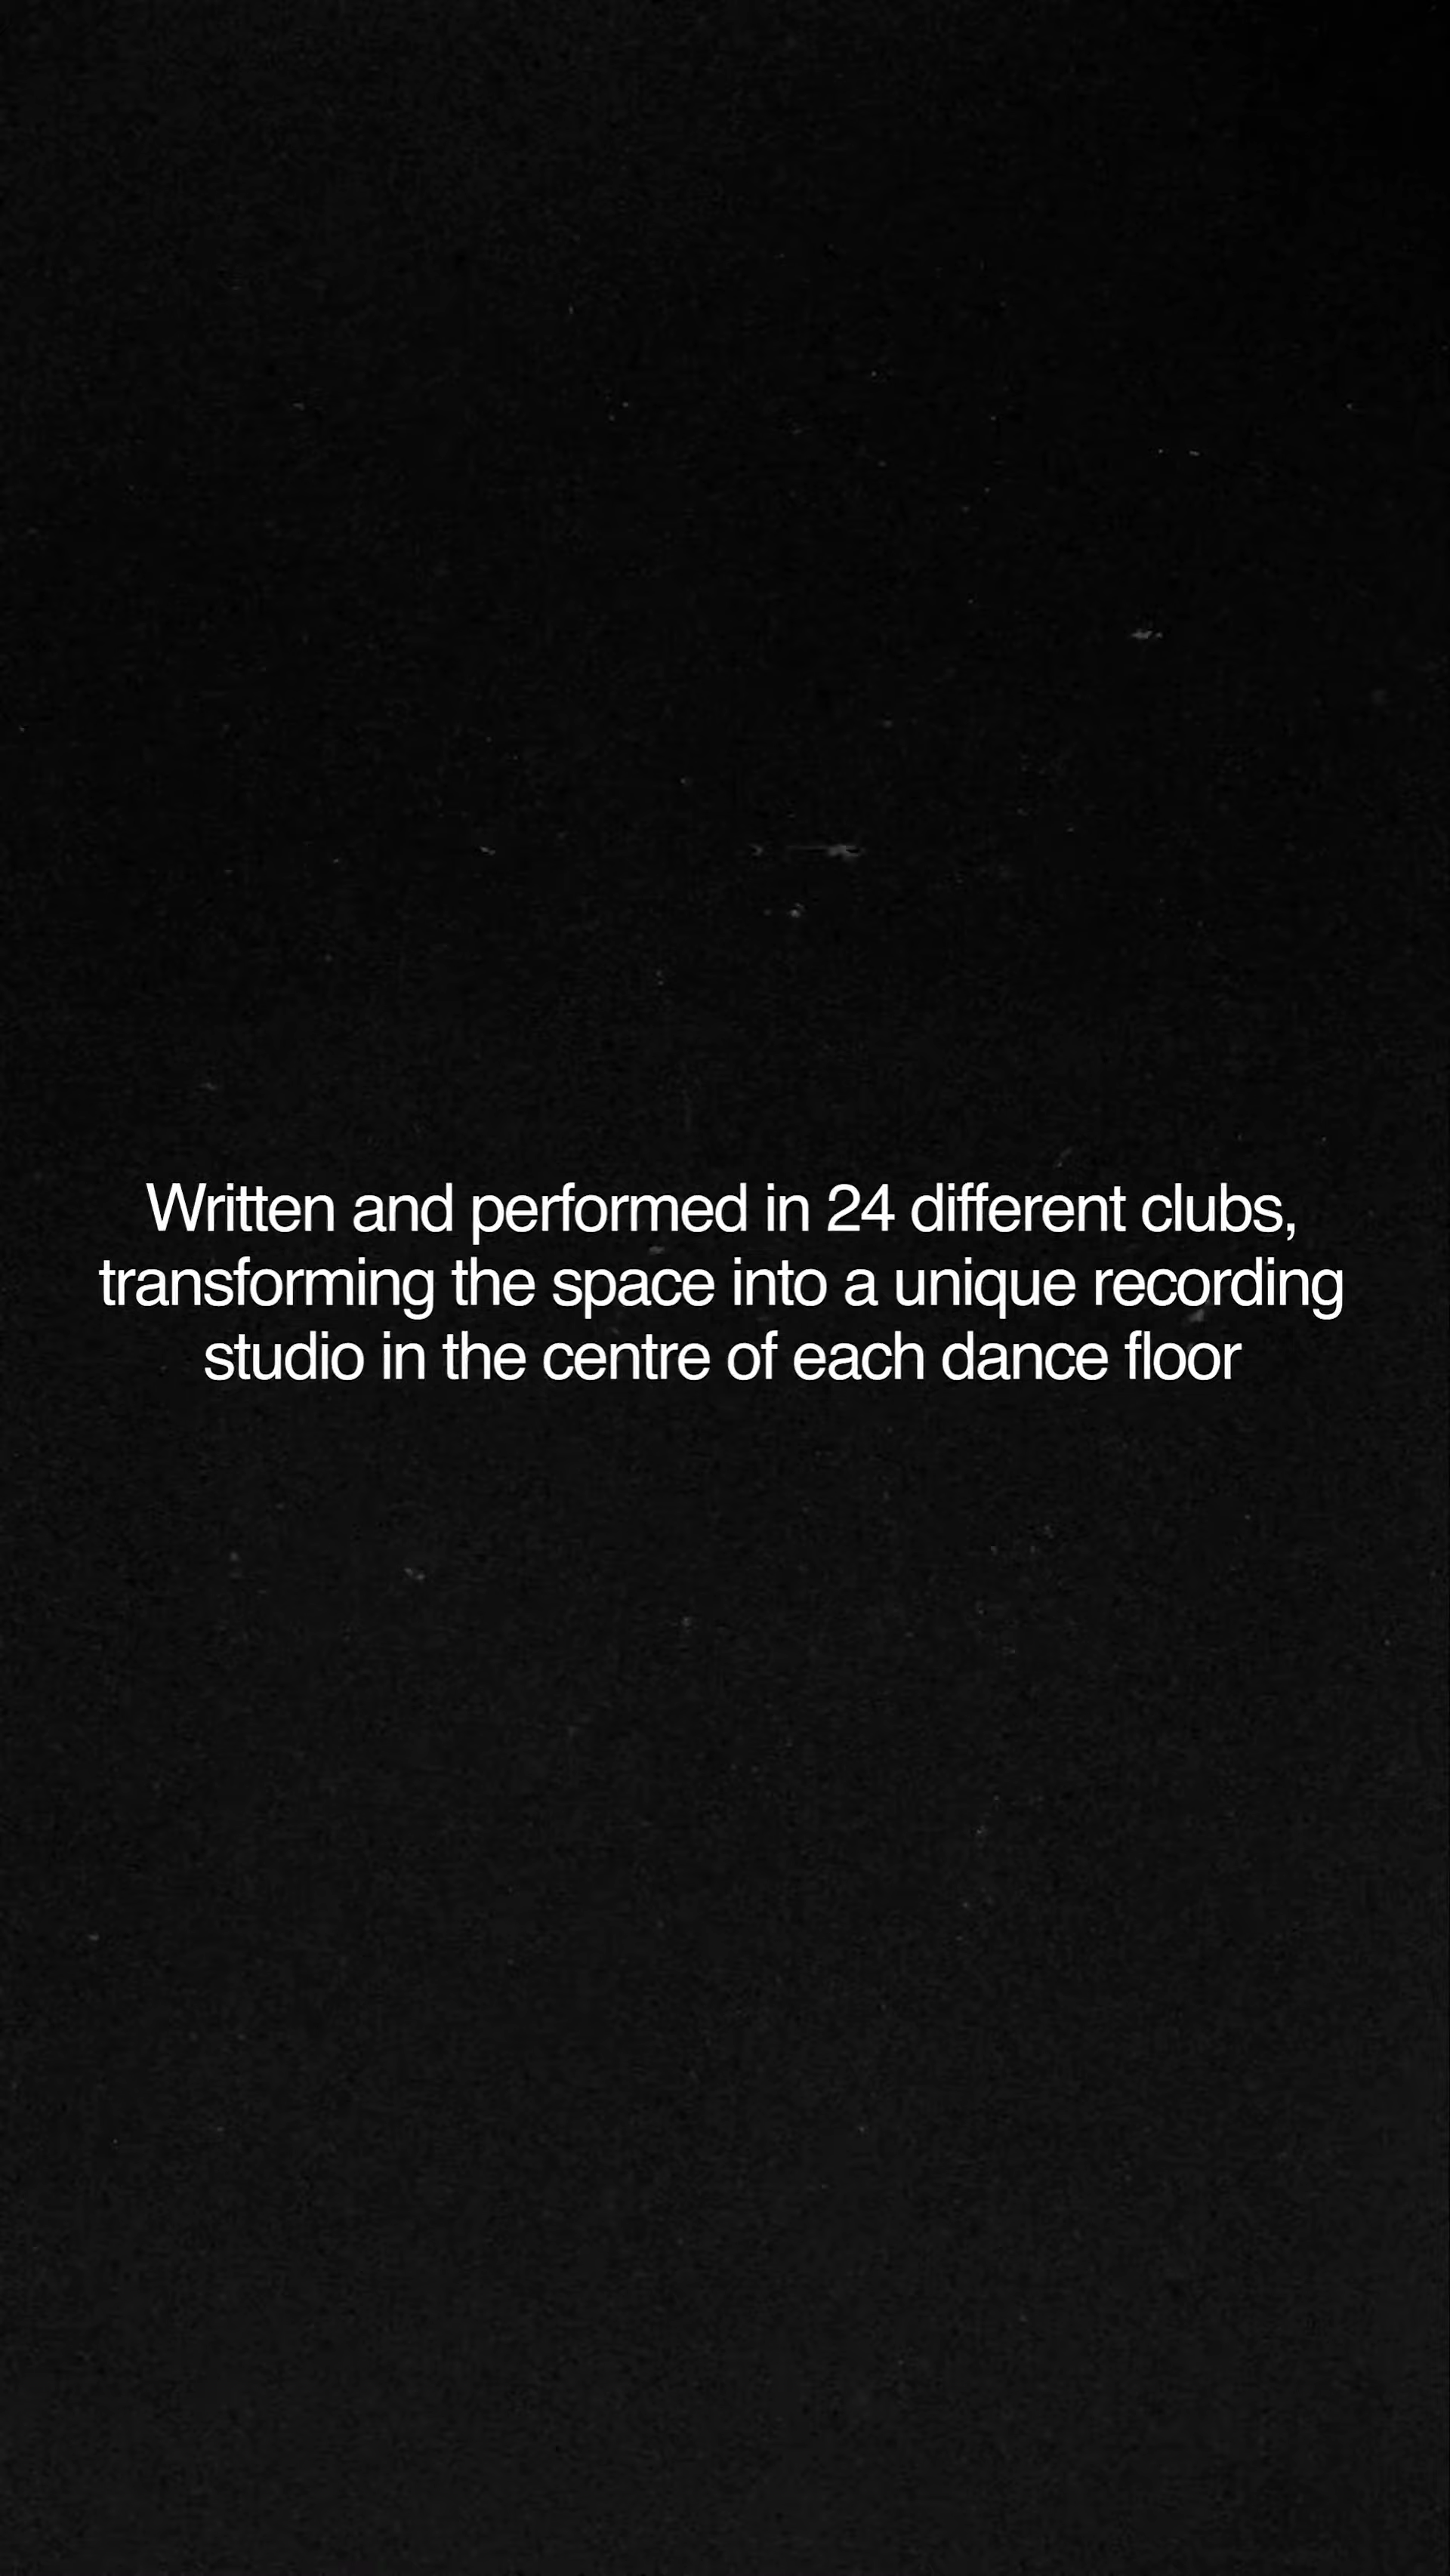 Written and performed in 24 different clubs,
transforming the space into a unique recording
studio in the centre of each dance floor